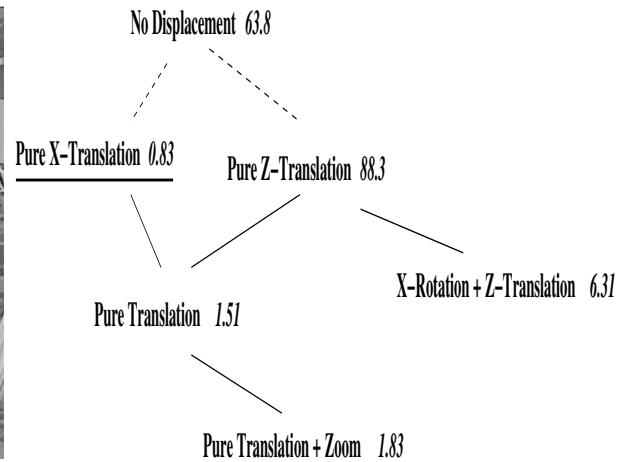 No Displacement 63.8
Pure X−Translation 0.83
Pure Z−Translation 88.3
X−Rotation + Z−Translation 6.31
Pure Translation 1.51
Pure Translation + Zoom 1.83